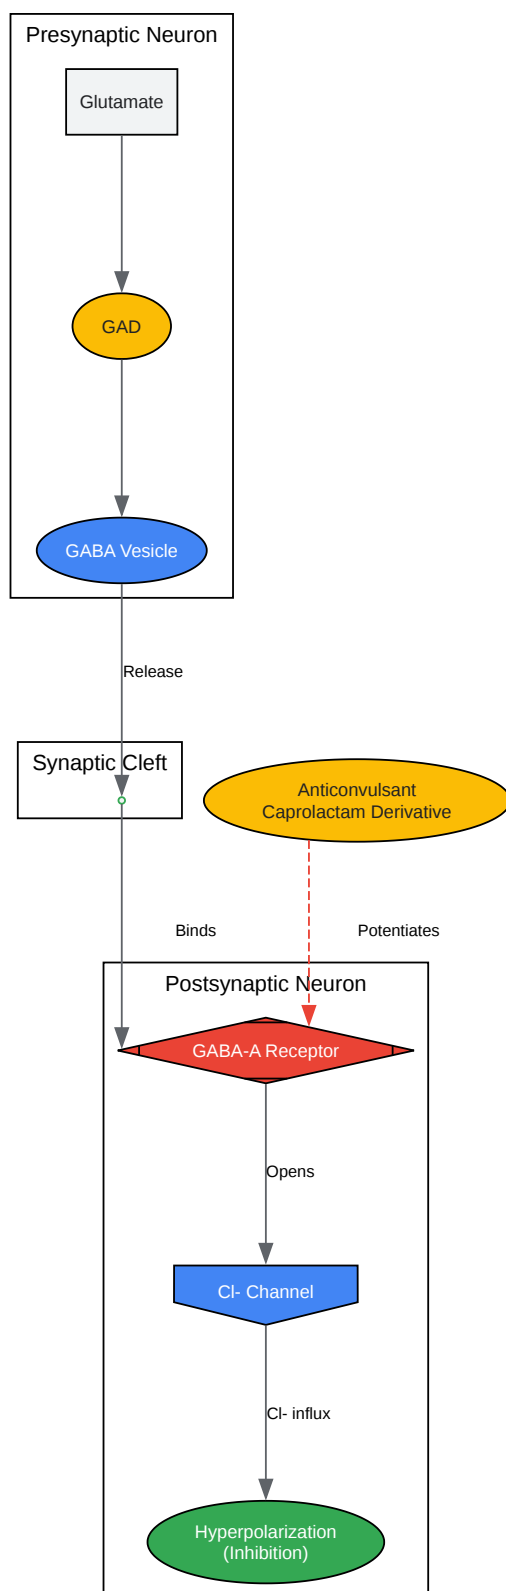 Presynaptic Neuron
Glutamate
GAD
GABA Vesicle
Release
Synaptic Cleft
Anticonvulsant
Caprolactam Derivative
Binds
Potentiates
Postsynaptic Neuron
GABA-A Receptor
Opens
Cl- Channel
Cl- influx
Hyperpolarization
(Inhibition)